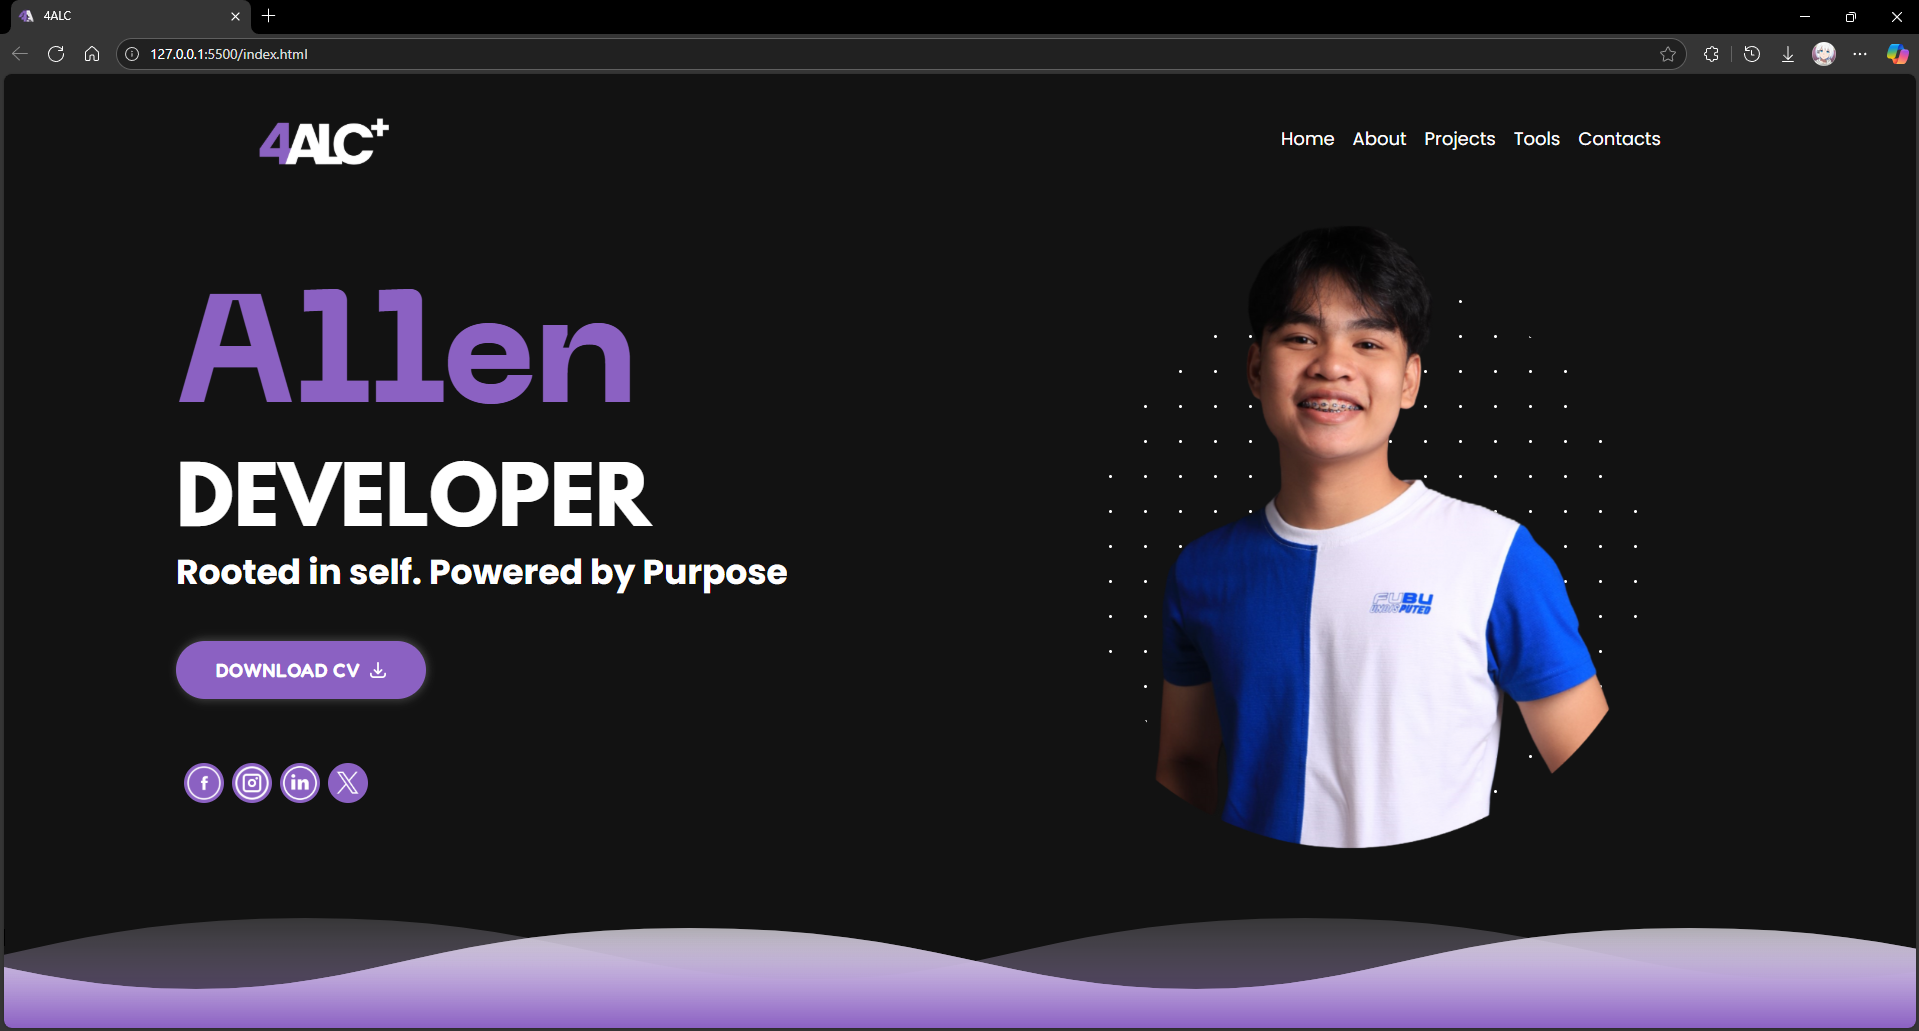 4ALC
127.0.0.1:5500/index.html
4ALC+
Home About Projects Tools Contacts
Allen
DEVELOPER
Rooted in self. Powered by Purpose
FUBU
DOWNLOAD CV
f
in
X